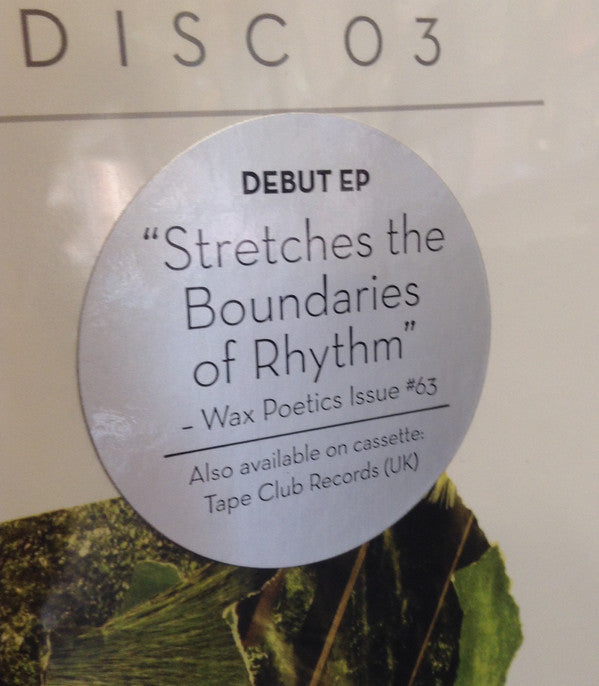 DISC 03
DEBUT EP
“Stretches the
Boundaries
of Rhythm”
– Wax Poetics Issue #63
Also available on cassette:
Tape Club Records (UK)